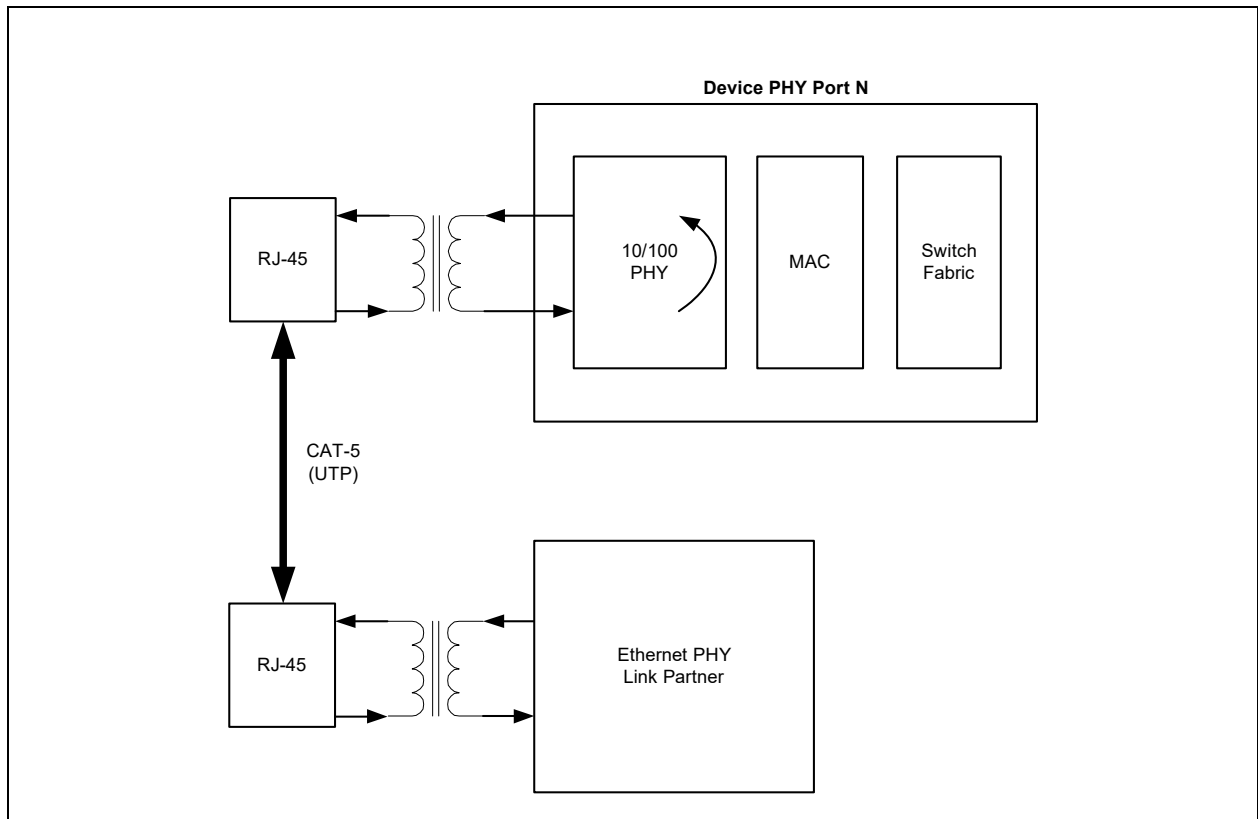 Device PHY Port N
RJ-45
10/100
PHY
MAC
Switch
Fabric
CAT-5
(UTP)
RJ-45
Ethernet PHY
Link Partner